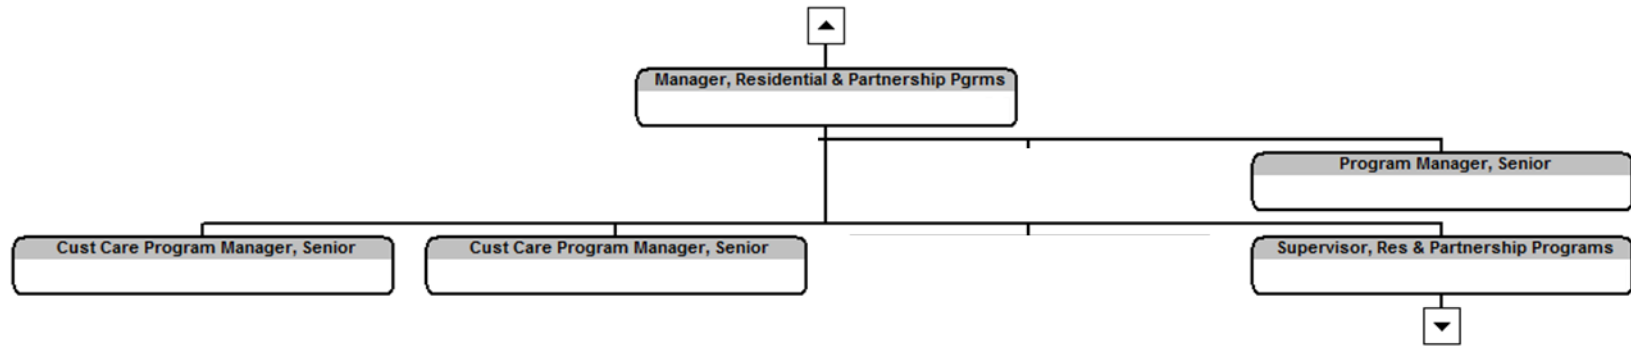 Manager, Residential & Partnership Pgrms
Program Manager, Senior
Cust Care Program Manager, Senior
Cust Care Program Manager, Senior
Supervisor, Res & Partnership Programs